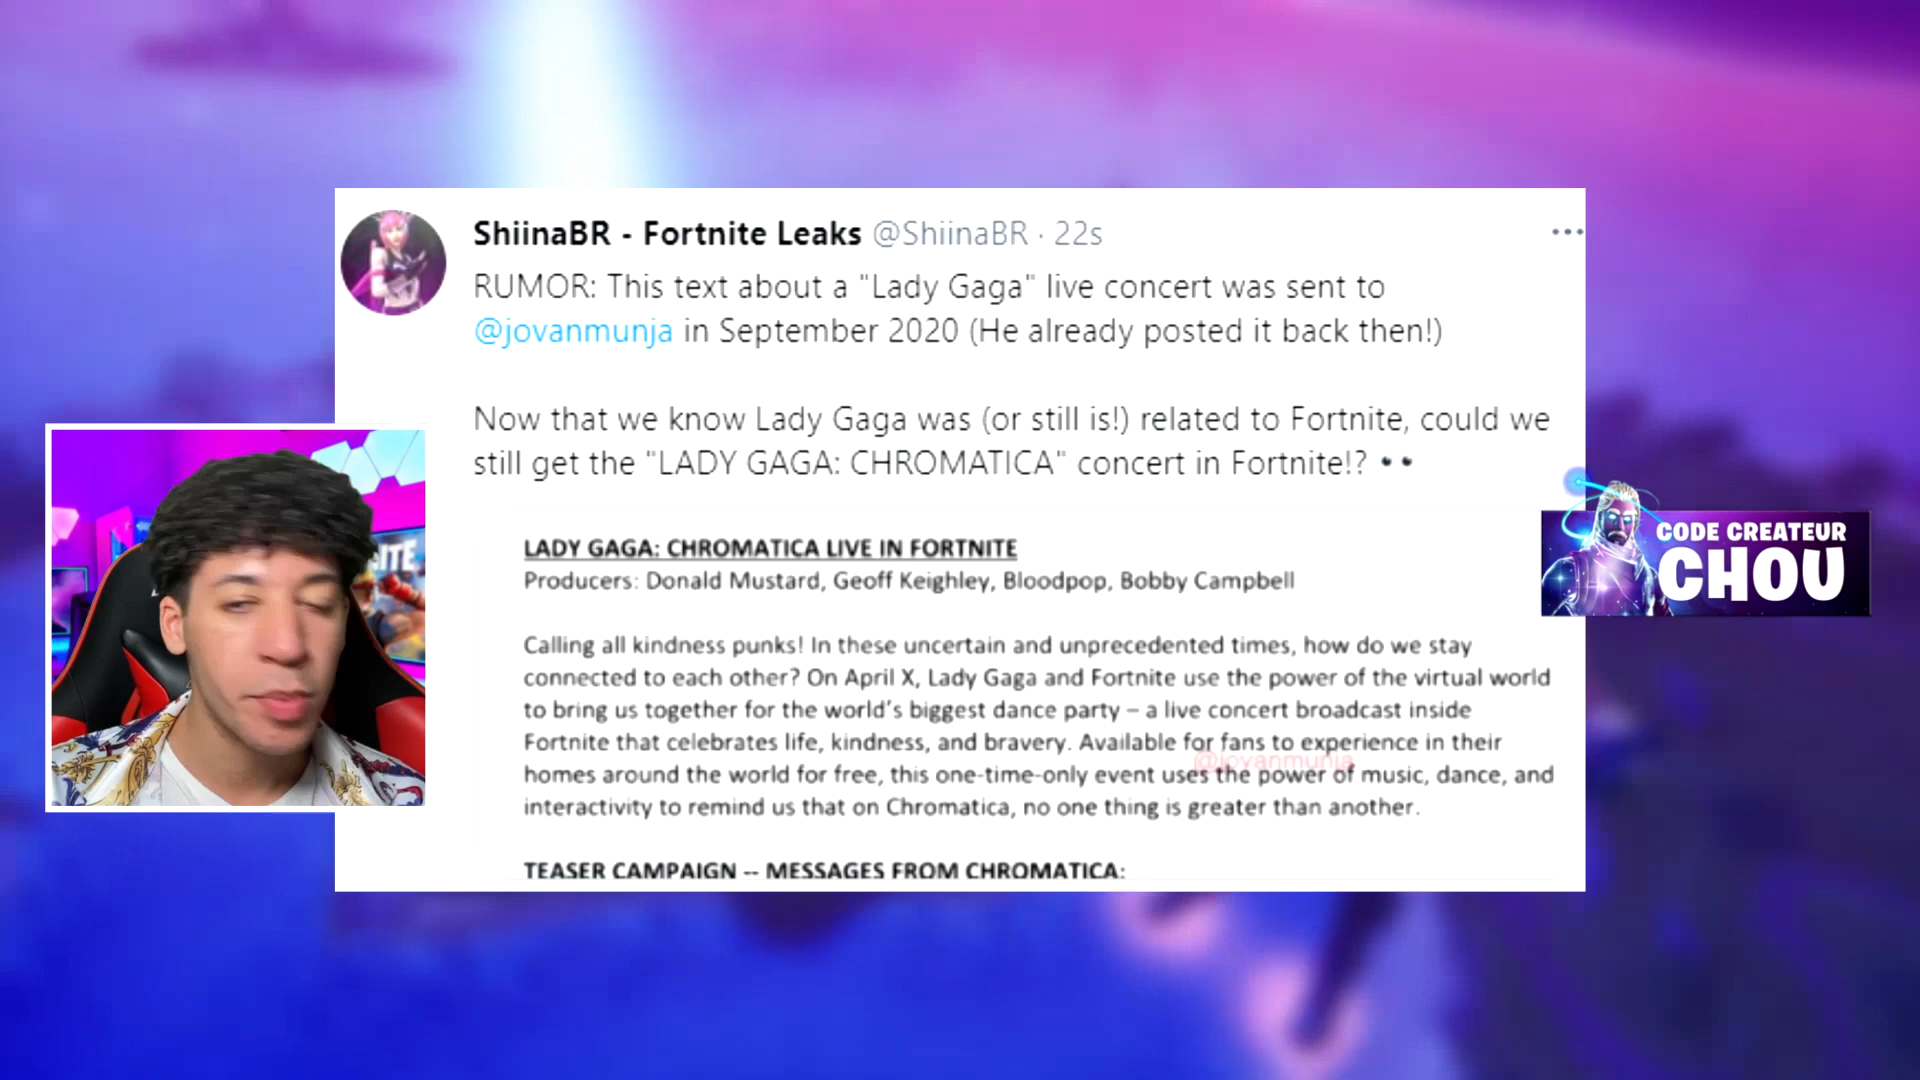 ShiinaBR - Fortnite Leaks @ShiinaBR · 22s
RUMOR: This text about a "Lady Gaga" live concert was sent to
@jovanmunja in September 2020 (He already posted it back then!)
Now that we know Lady Gaga was (or still is!) related to Fortnite, could we
still get the "LADY GAGA: CHROMATICA" concert in Fortnite!? 👀
LADY GAGA: CHROMATICA LIVE IN FORTNITE
Producers: Donald Mustard, Geoff Keighley, Bloodpop, Bobby Campbell
Calling all kindness punks! In these uncertain and unprecedented times, how do we stay
connected to each other? On April X, Lady Gaga and Fortnite use the power of the virtual world
to bring us together for the world's biggest dance party – a live concert broadcast inside
Fortnite that celebrates life, kindness, and bravery. Available for fans to experience in their
@jovanmunja
homes around the world for free, this one-time-only event uses the power of music, dance, and
interactivity to remind us that on Chromatica, no one thing is greater than another.
TEASER CAMPAIGN -- MESSAGES FROM CHROMATICA:
CODE CREATEUR
CHOU